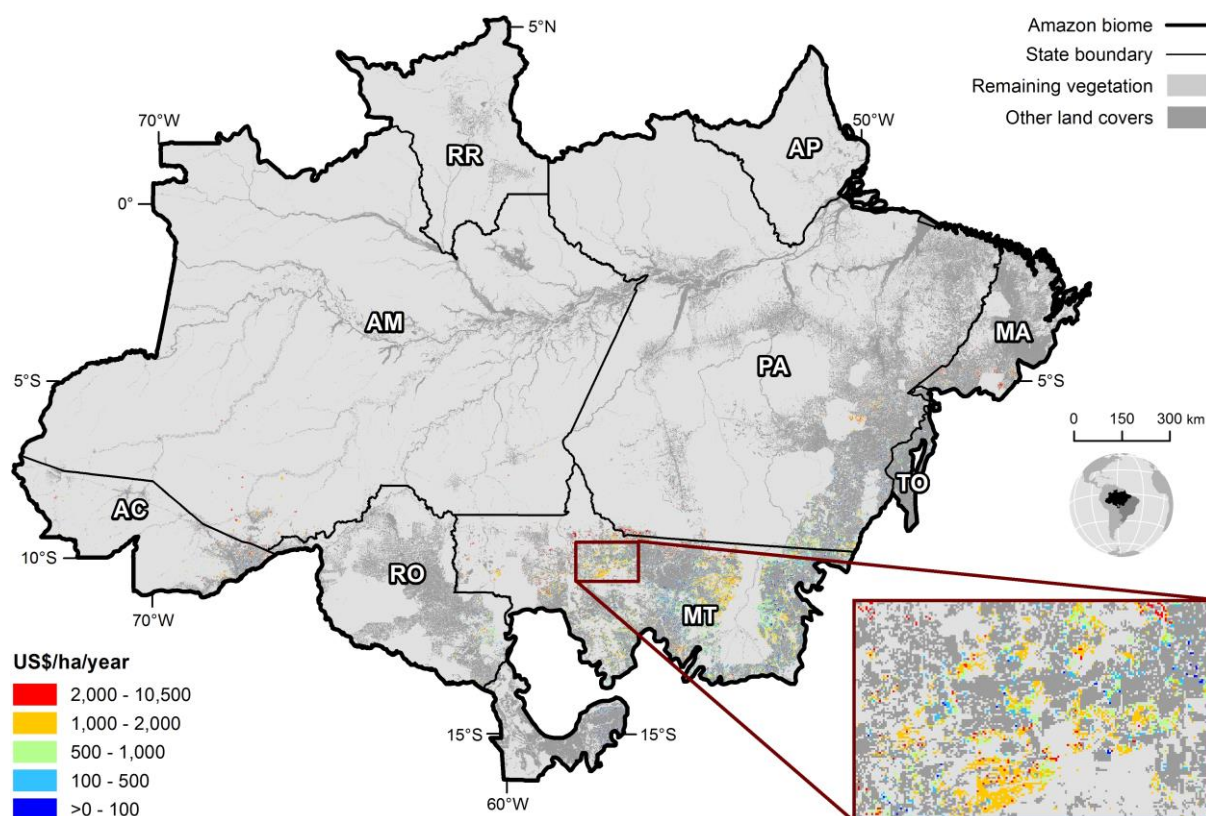 5°N
Amazon biome
State boundary
Remaining vegetation
Other land covers
70°W
50°W
RR
AP
0°
AM
MA
PA
5°S
5°S
0 150 300 km
TO
AC
10°S
RO
MT
70°W
US$/ha/year
2,000 - 10,500
1,000 - 2,000
500 - 1,000
100 - 500
>0 - 100
15°S
15°S
60°W